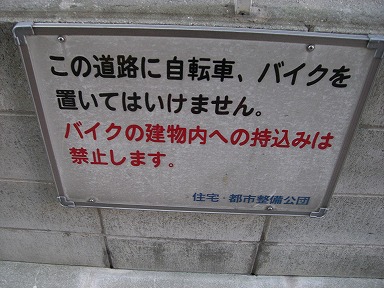 この道路に自転車、バイクを
置いてはいけません。
バイクの建物内への持込みは
禁止します。
住宅・都市整備公団